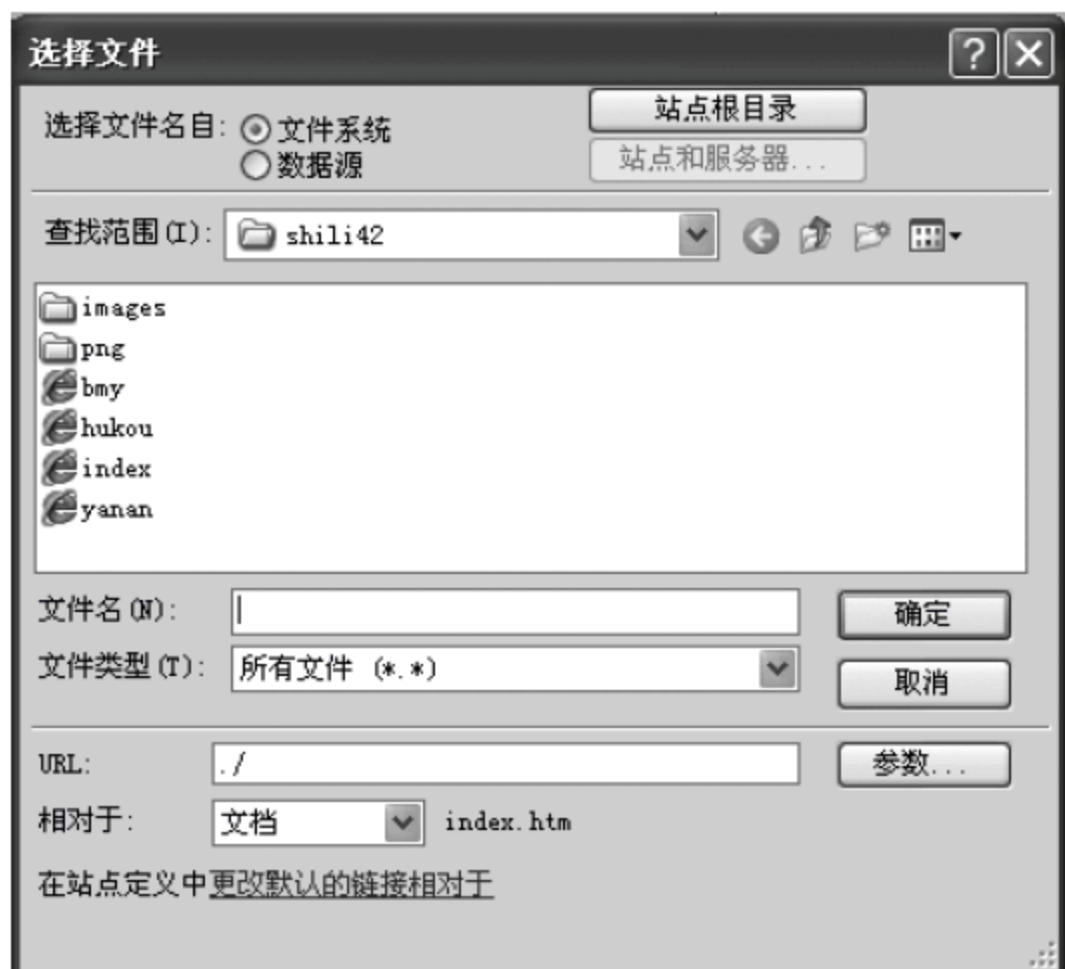 选择文件
选择文件名自: 文件系统 站点根目录
数据源 站点和服务器...
查找范围(I): shili42
images
png
bmy
hukou
index
yanan
文件名(N): 确定
文件类型(T): 所有文件 (*.*)
取消
URL: ./ 参数...
相对于: 文档 index.htm
在站点定义中更改默认的链接相对于